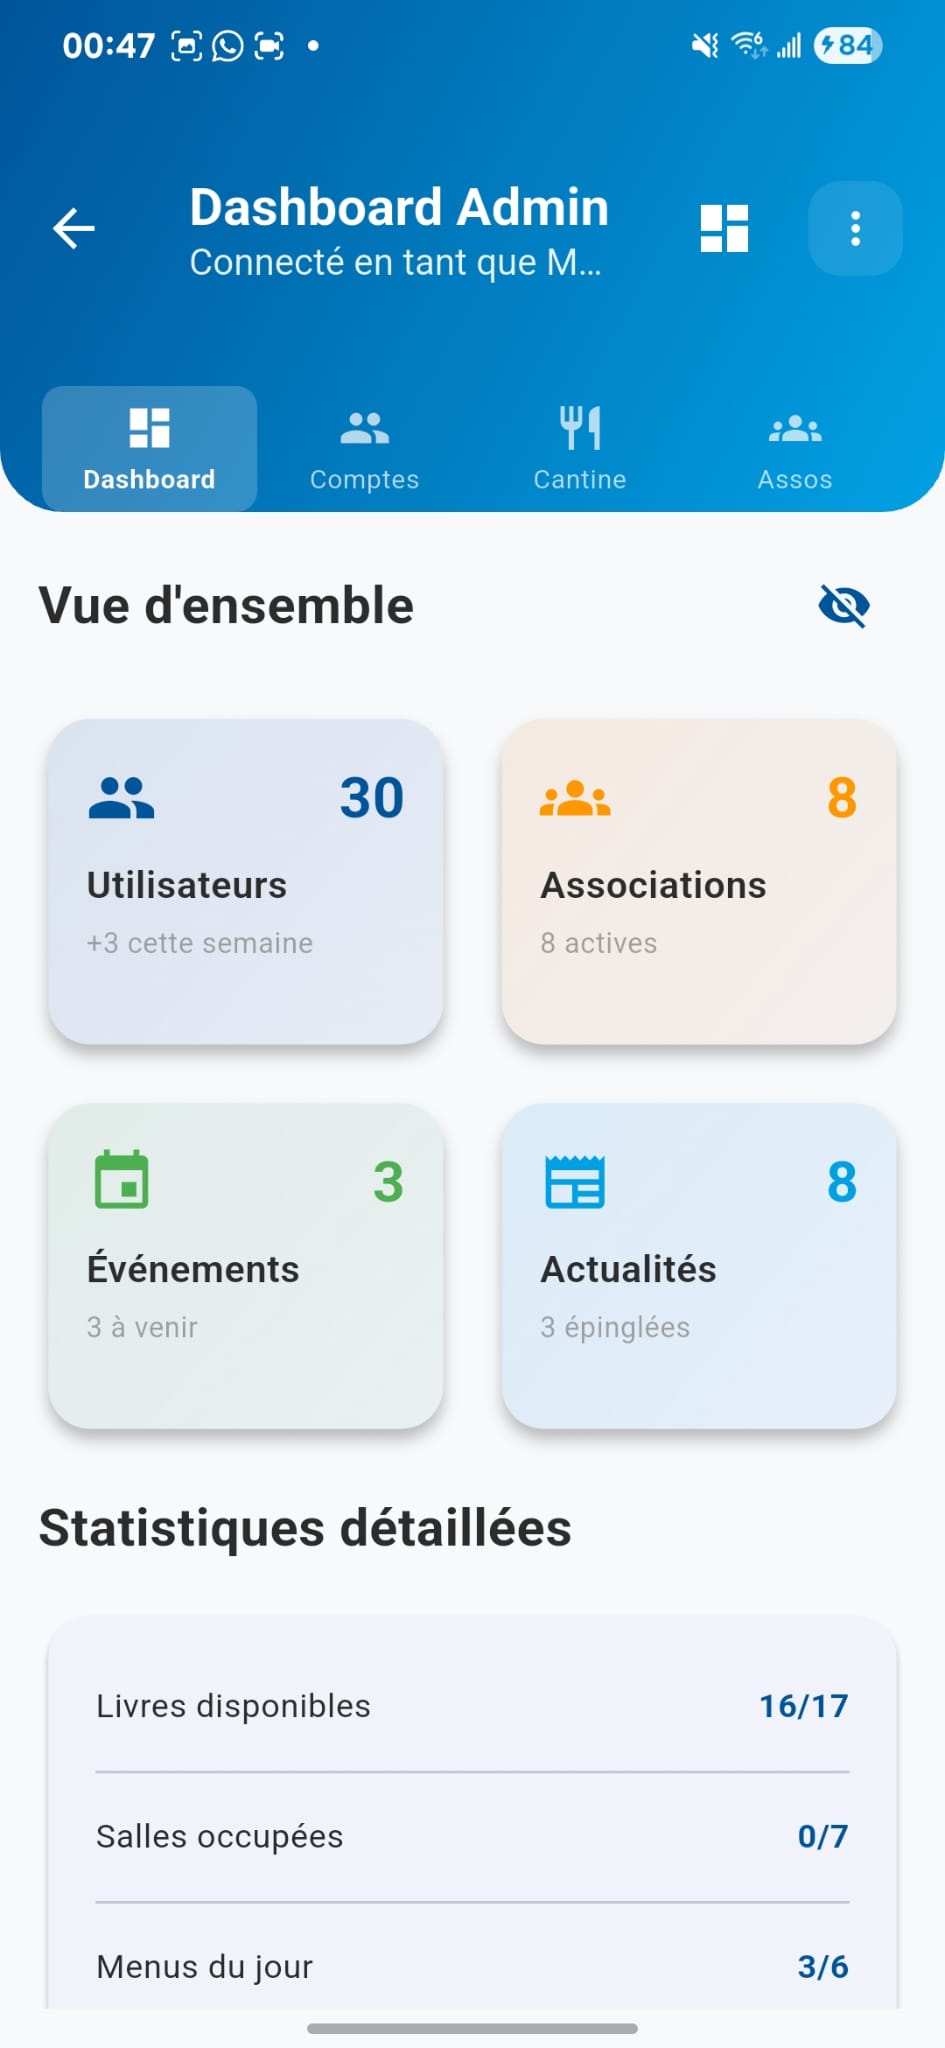 00:47
84
Dashboard Admin
Connecté en tant que M...
Dashboard
Comptes
Cantine
Assos
Vue d'ensemble
30
Utilisateurs
+3 cette semaine
8
Associations
8 actives
3
Événements
3 à venir
8
Actualités
3 épinglées
Statistiques détaillées
Livres disponibles 16/17
Salles occupées 0/7
Menus du jour 3/6